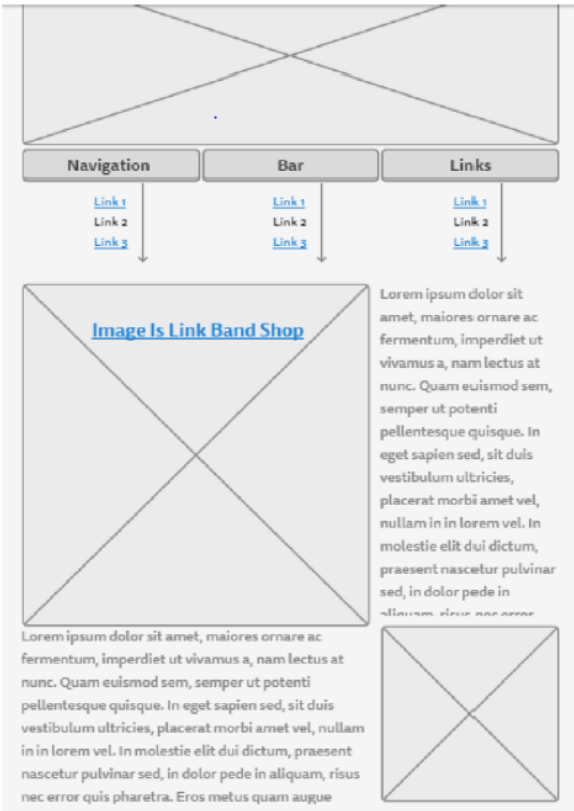 Navigation
Bar
Links
Link 1
Link 2
Link 3
Link 1
Link 2
Link 3
Link 1
Link 2
Link 3
Image Is Link Band Shop
Lorem ipsum dolor sit
amet, maiores ornare ac
fermentum, imperdiet ut
vivamus a, nam lectus at
nunc. Quam euismod sem,
semper ut potenti
pellentesque quisque. In
eget sapien sed, sit duis
vestibulum ultricies,
placerat morbi amet vel,
nullam in in lorem vel. In
molestie elit dui dictum,
praesent nascetur pulvinar
sed, in dolor pede in
aliquam, risus nec error
Lorem ipsum dolor sit amet, maiores ornare ac
fermentum, imperdiet ut vivamus a, nam lectus at
nunc. Quam euismod sem, semper ut potenti
pellentesque quisque. In eget sapien sed, sit duis
vestibulum ultricies, placerat morbi amet vel, nullam
in in lorem vel. In molestie elit dui dictum, praesent
nascetur pulvinar sed, in dolor pede in aliquam, risus
nec error quis pharetra. Eros metus quam augue